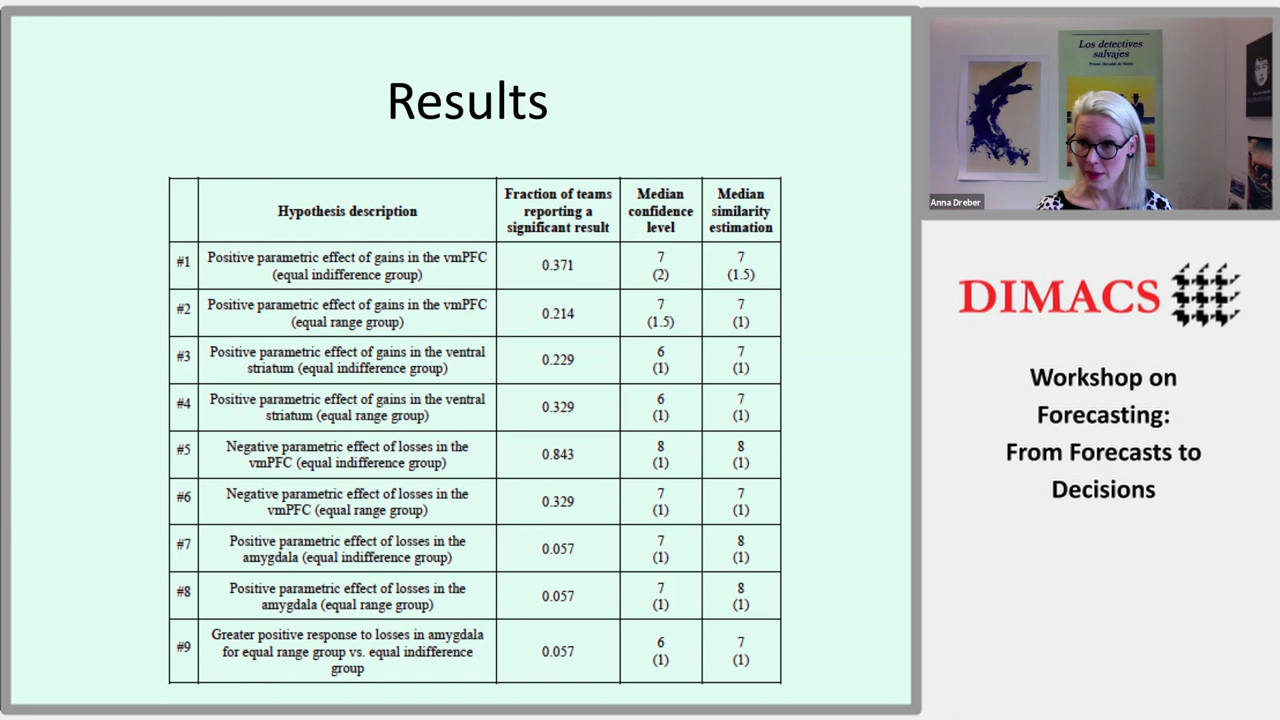 Results
Hypothesis description
Fraction of teams
reporting a
significant result
Median
confidence
level
Median
similarity
estimation
#1
Positive parametric effect of gains in the vmPFC
(equal indifference group)
0.371
7
(2)
7
(1.5)
#2
Positive parametric effect of gains in the vmPFC
(equal range group)
0.214
7
(1.5)
7
(1)
#3
Positive parametric effect of gains in the ventral
striatum (equal indifference group)
0.229
6
(1)
7
(1)
#4
Positive parametric effect of gains in the ventral
striatum (equal range group)
0.329
6
(1)
7
(1)
#5
Negative parametric effect of losses in the
vmPFC (equal indifference group)
0.843
8
(1)
8
(1)
#6
Negative parametric effect of losses in the
vmPFC (equal range group)
0.329
7
(1)
7
(1)
#7
Positive parametric effect of losses in the
amygdala (equal indifference group)
0.057
7
(1)
8
(1)
#8
Positive parametric effect of losses in the
amygdala (equal range group)
0.057
7
(1)
8
(1)
#9
Greater positive response to losses in amygdala
for equal range group vs. equal indifference
group
0.057
6
(1)
7
(1)
Los detectives
salvajes
Anna Dreber
DIMACS
Workshop on
Forecasting:
From Forecasts to
Decisions